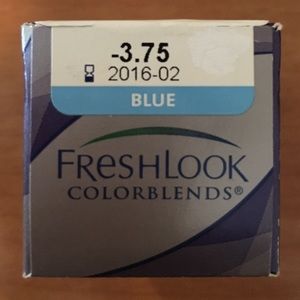 -3.75
2016-02
BLUE
FRESHLOOK
COLORBLENDS®